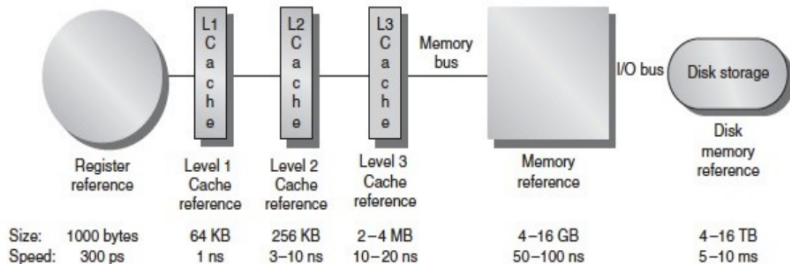 L1
Cache
L2
Cache
L3
Cache
Memory
bus
I/O bus
Disk storage
Register
reference
Level 1
Cache
reference
Level 2
Cache
reference
Level 3
Cache
reference
Memory
reference
Disk
memory
reference
Size: 1000 bytes 64 KB 256 KB 2–4 MB 4–16 GB 4–16 TB
Speed: 300 ps 1 ns 3–10 ns 10–20 ns 50–100 ns 5–10 ms